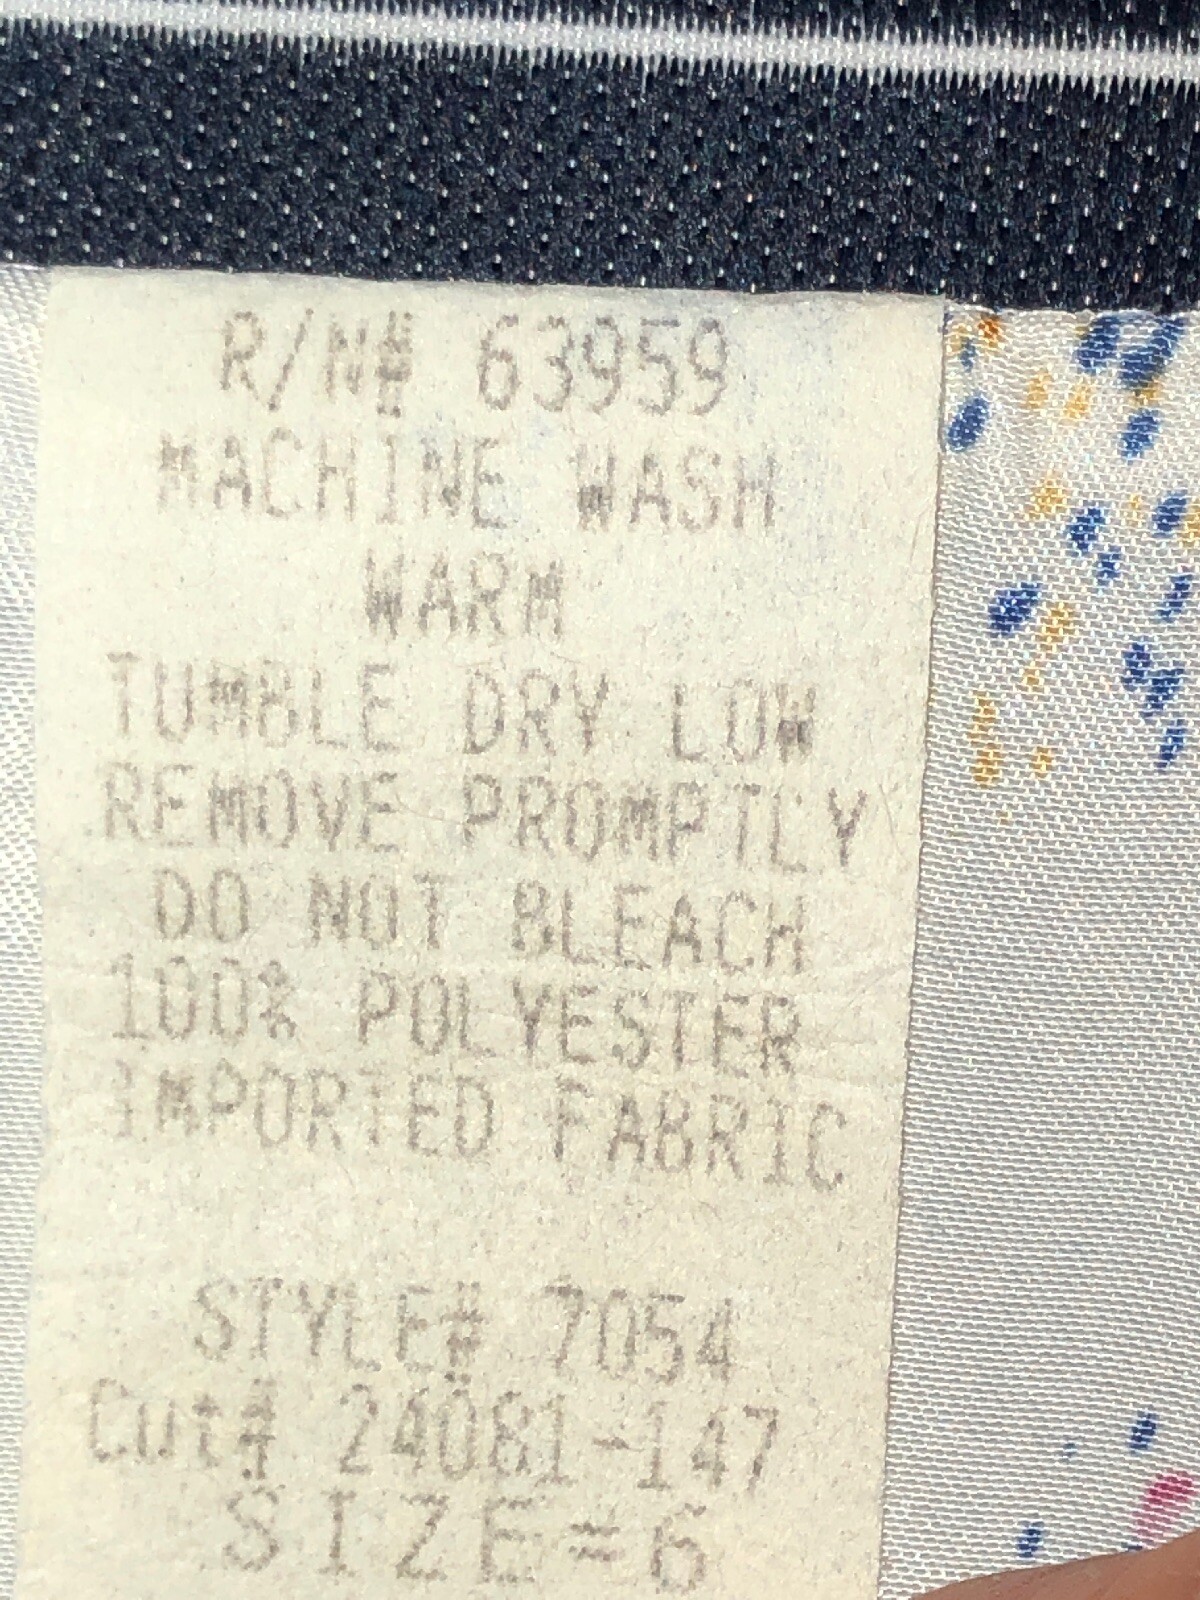 R/N# 63959
MACHINE WASH
WARM
TUMBLE DRY LOW
REMOVE PROMPTLY
DO NOT BLEACH
100% POLYESTER
IMPORTED FABRIC
STYLE# 7054
Cut# 24081-147
SIZE=6